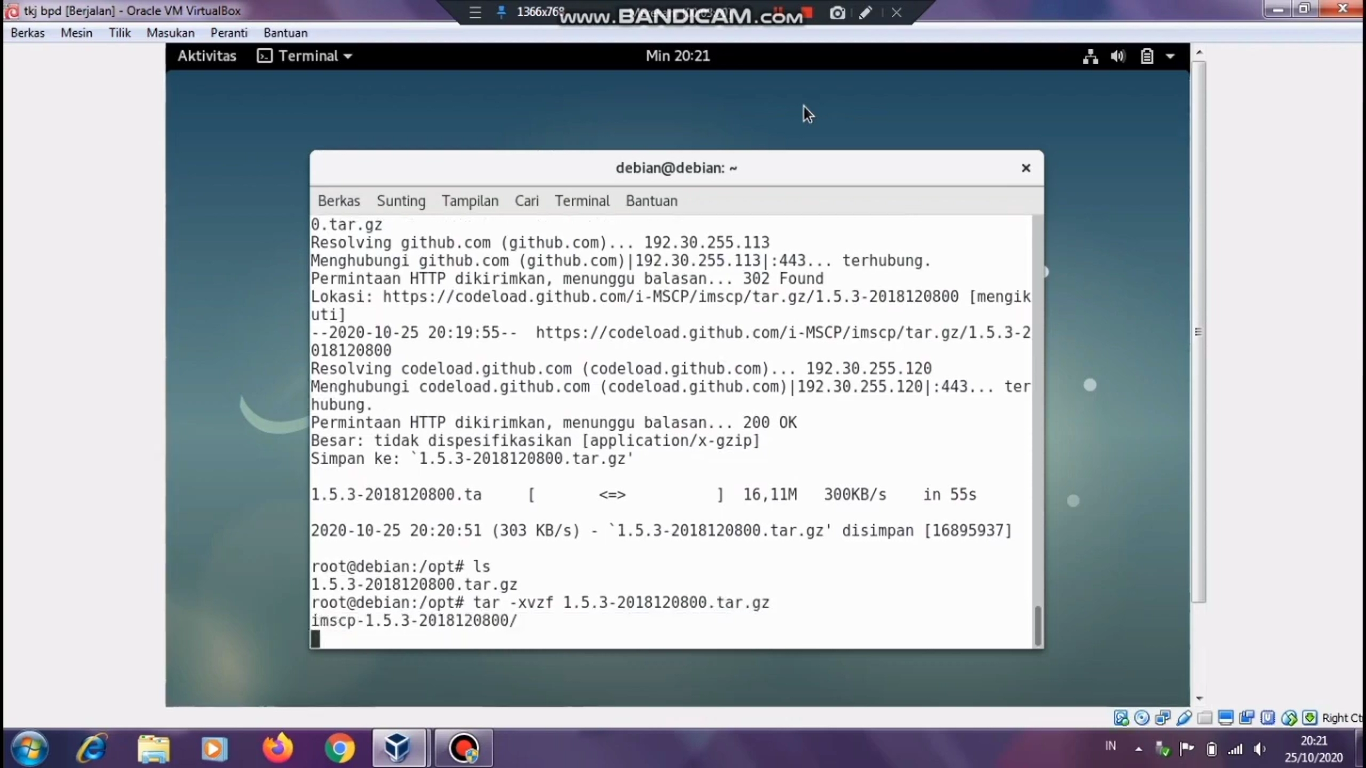 tkj bpd [Berjalan] - Oracle VM VirtualBox
1366x768
www.BANDICAM.com
Berkas Mesin Tilik Masukan Peranti Bantuan
Aktivitas Terminal Min 20:21
debian@debian: ~
Berkas Sunting Tampilan Cari Terminal Bantuan
0.tar.gz
Resolving github.com (github.com)... 192.30.255.113
Menghubungi github.com (github.com)|192.30.255.113|:443... terhubung.
Permintaan HTTP dikirimkan, menunggu balasan... 302 Found
Lokasi: https://codeload.github.com/i-MSCP/imscp/tar.gz/1.5.3-2018120800 [mengik
uti]
--2020-10-25 20:19:55-- https://codeload.github.com/i-MSCP/imscp/tar.gz/1.5.3-2
018120800
Resolving codeload.github.com (codeload.github.com)... 192.30.255.120
Menghubungi codeload.github.com (codeload.github.com)|192.30.255.120|:443... ter
hubung.
Permintaan HTTP dikirimkan, menunggu balasan... 200 OK
Besar: tidak dispesifikasikan [application/x-gzip]
Simpan ke: `1.5.3-2018120800.tar.gz'
1.5.3-2018120800.ta [ <=> ] 16,11M 300KB/s in 55s
2020-10-25 20:20:51 (303 KB/s) - `1.5.3-2018120800.tar.gz' disimpan [16895937]
root@debian:/opt# ls
1.5.3-2018120800.tar.gz
root@debian:/opt# tar -xvzf 1.5.3-2018120800.tar.gz
imscp-1.5.3-2018120800/
Right Ct
IN
20:21
25/10/2020